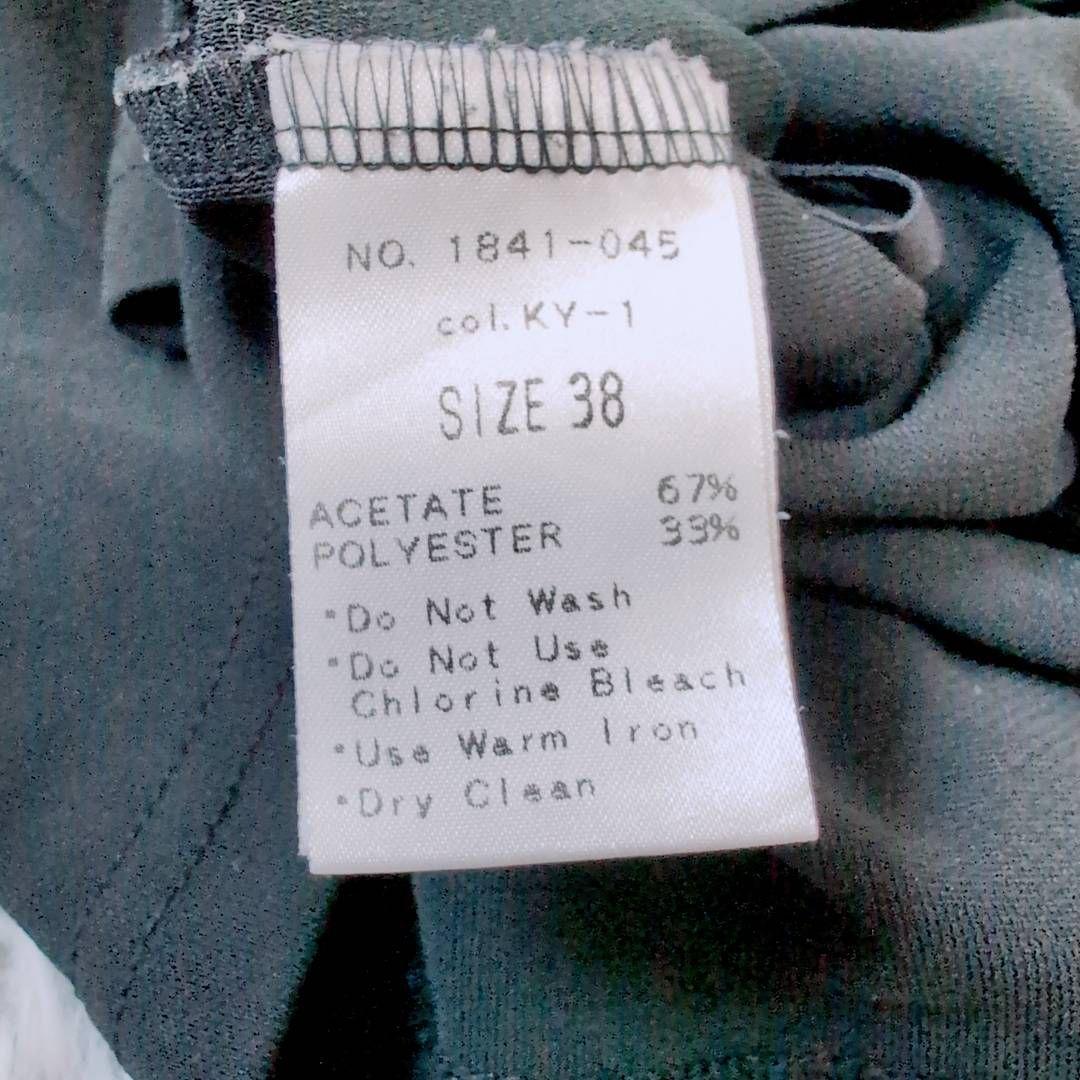 NO. 1841-045
col.KY-1
SIZE 38
ACETATE 67%
POLYESTER 33%
•Do Not Wash
•Do Not Use
Chlorine Bleach
•Use Warm Iron
•Dry Clean